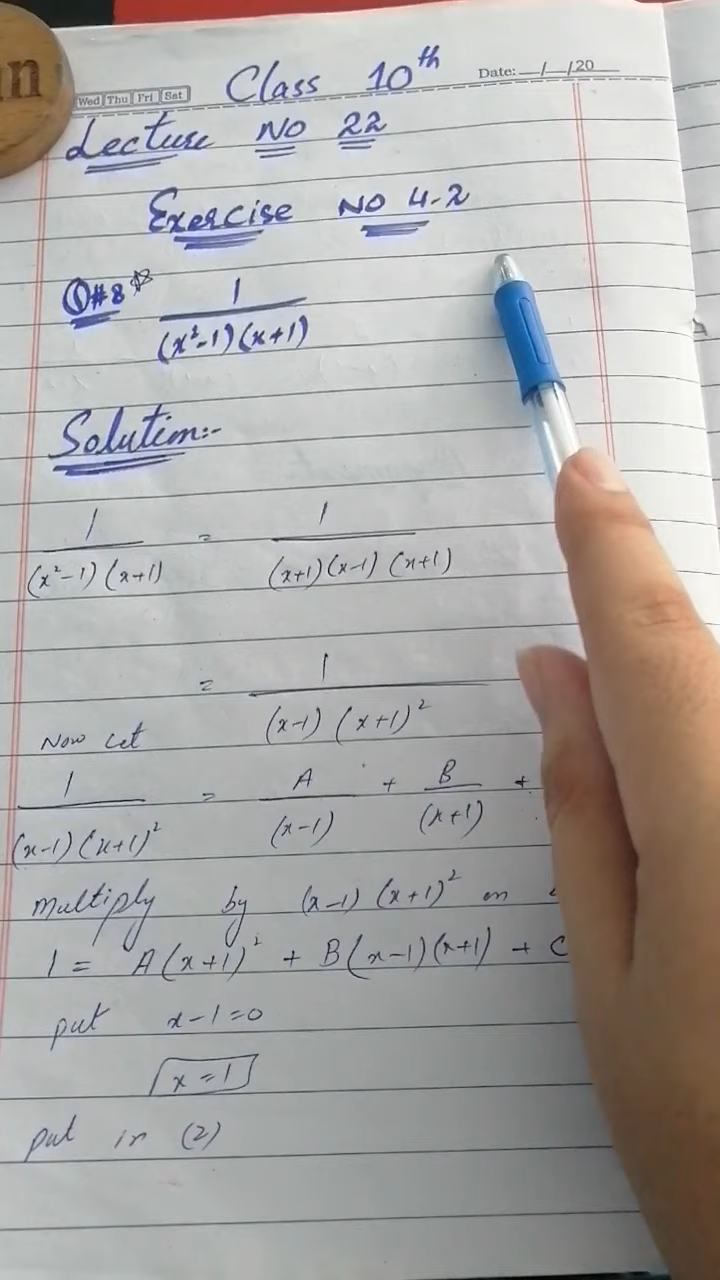 n
Wed Thu Fri Sat
Class 10th
Date: __/__/20__
Lecture NO 22
Exercise NO 4.2
Q#8
1
(x²-1)(x+1)
Solution:-
1 = 1
(x²-1)(x+1) (x+1)(x-1)(x+1)
= 1
(x-1)(x+1)²
Now Let
1 = A + B +
(x-1)(x+1)² (x-1) (x+1)
multiply by (x-1)(x+1)² on
1 = A(x+1)² + B(x-1)(x+1) + C
put x-1=0
x=1
put in (2)